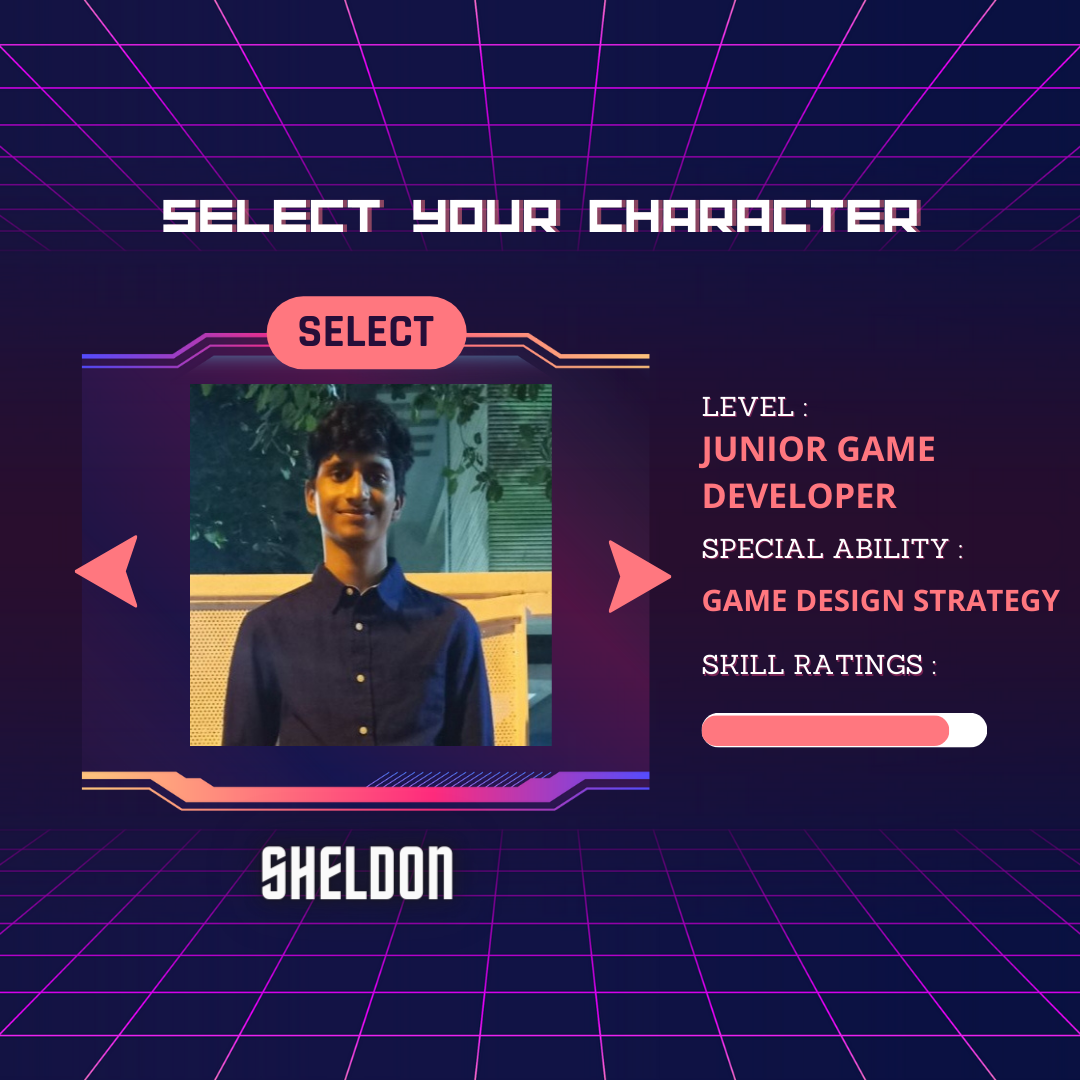 SELECT YOUR CHARACTER
SELECT
LEVEL :
JUNIOR GAME
DEVELOPER
SPECIAL ABILITY :
GAME DESIGN STRATEGY
SKILL RATINGS :
SHELDON